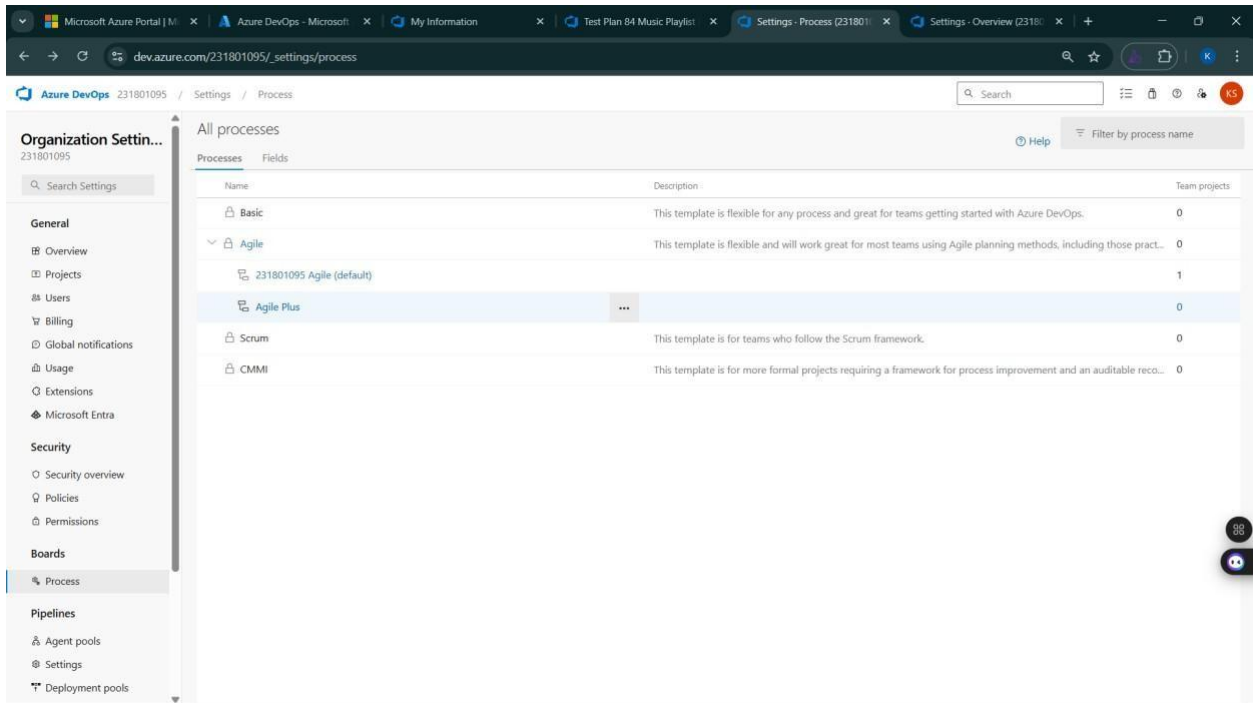 Microsoft Azure Portal | Mi
Azure DevOps - Microsoft
My Information
Test Plan 84 Music Playlist
Settings - Process (231801
Settings - Overview (23180
dev.azure.com/231801095/_settings/process
K
Azure DevOps 231801095 / Settings / Process
Search
KS
Organization Settin...
231801095
Search Settings
General
Overview
Projects
Users
Billing
Global notifications
Usage
Extensions
Microsoft Entra
Security
Security overview
Policies
Permissions
Boards
Process
Pipelines
Agent pools
Settings
Deployment pools
All processes
Help
Filter by process name
Processes Fields
Name Description Team projects
Basic This template is flexible for any process and great for teams getting started with Azure DevOps. 0
Agile This template is flexible and will work great for most teams using Agile planning methods, including those pract... 0
231801095 Agile (default) 1
Agile Plus ... 0
Scrum This template is for teams who follow the Scrum framework. 0
CMMI This template is for more formal projects requiring a framework for process improvement and an auditable reco... 0